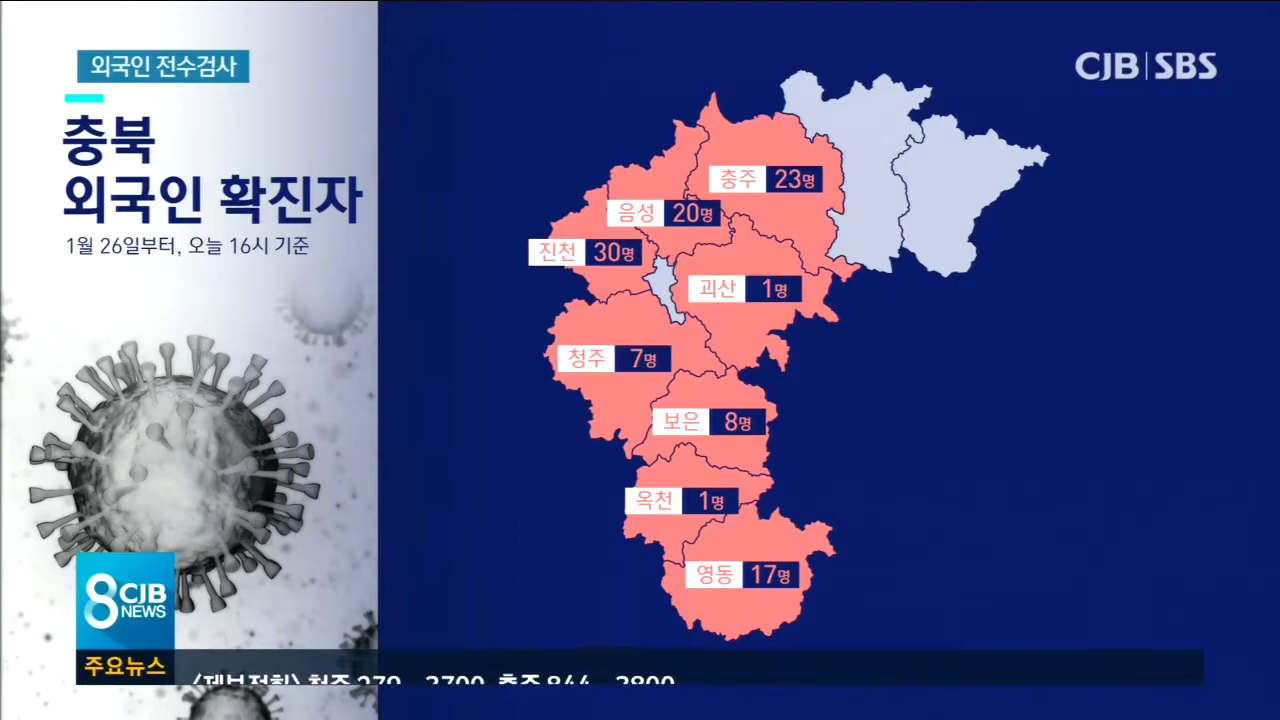 외국인 전수검사
CJB SBS
충북
외국인 확진자
1월 26일부터, 오늘 16시 기준
충주 23명
음성 20명
진천 30명
괴산 1명
청주 7명
보은 8명
옥천 1명
영동 17명
8 CJB NEWS
주요뉴스